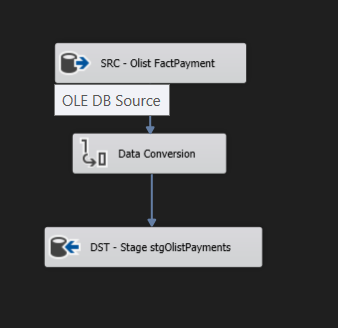 SRC - Olist FactPayment
OLE DB Source
Data Conversion
DST - Stage stgOlistPayments